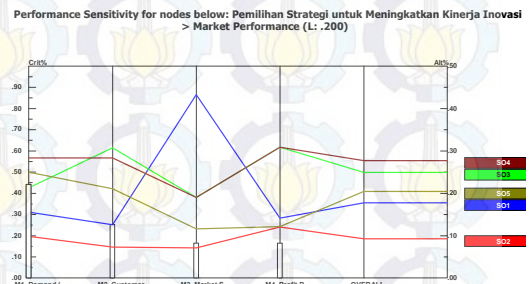 Performance Sensitivity for nodes below: Pemilihan Strategi untuk Meningkatkan Kinerja Inovasi
> Market Performance (L: .200)
Crit% Alt%
.50
.90
.80 .40
.70
.60 .30
.50
.40 .20
.30
.20 .10
.10
.00 .00
SO4
SO3
SO5
SO1
SO2
OVERALL